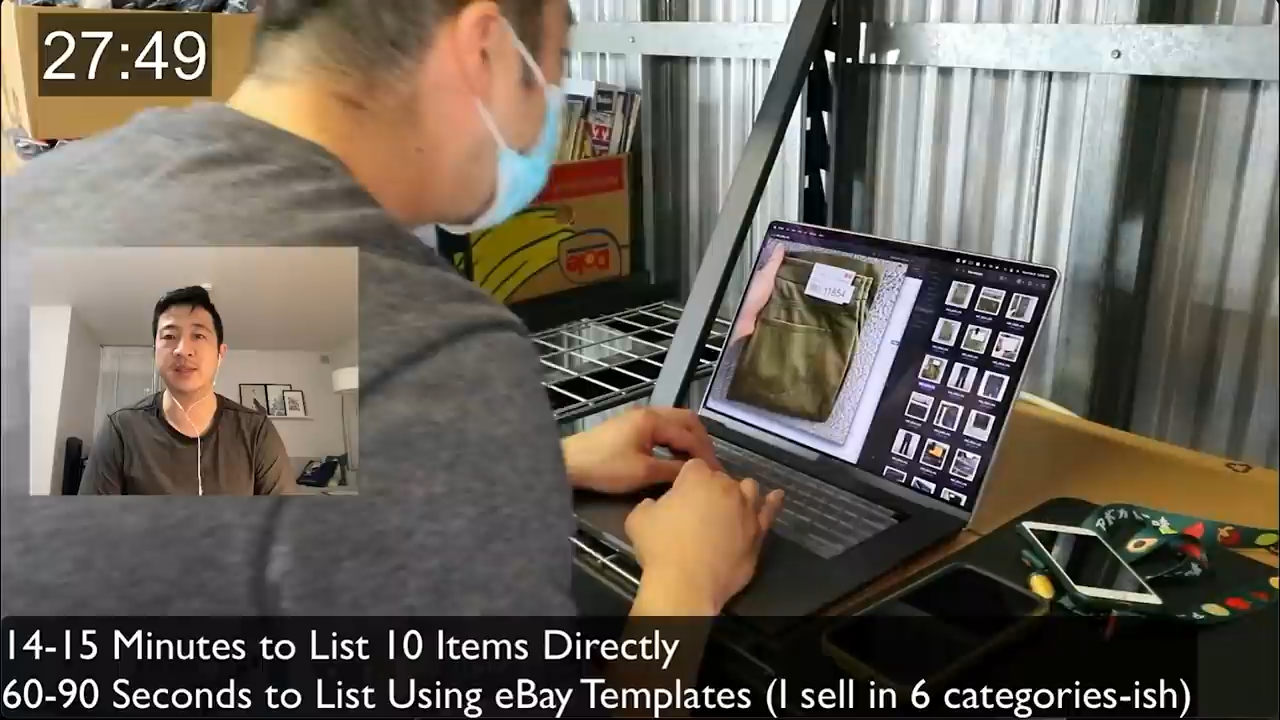 27:49
Dole
14-15 Minutes to List 10 Items Directly
60-90 Seconds to List Using eBay Templates (I sell in 6 categories-ish)